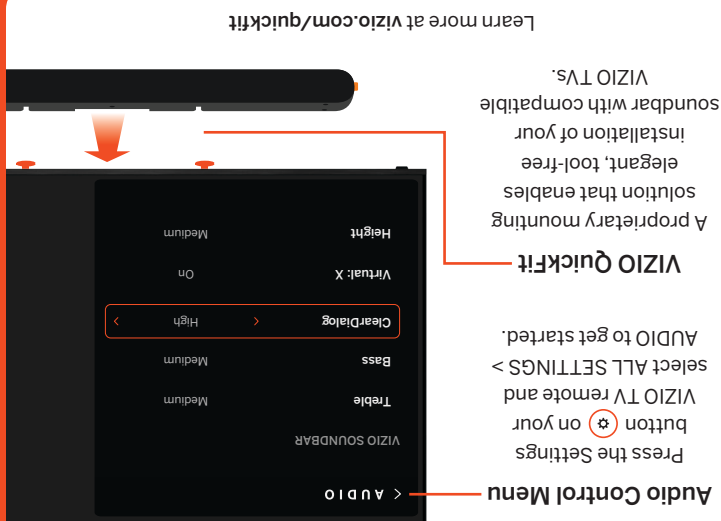 Audio Control Menu
Press the Settings
button on your
VIZIO TV remote and
select ALL SETTINGS >
AUDIO to get started.
< AUDIO
VIZIO SOUNDBAR
Treble Medium
Bass Medium
ClearDialog < High >
Virtual: X On
Height Medium
VIZIO QuickFit
A proprietary mounting
solution that enables
elegant, tool-free
installation of your
soundbar with compatible
VIZIO TVs.
Learn more at vizio.com/quickfit